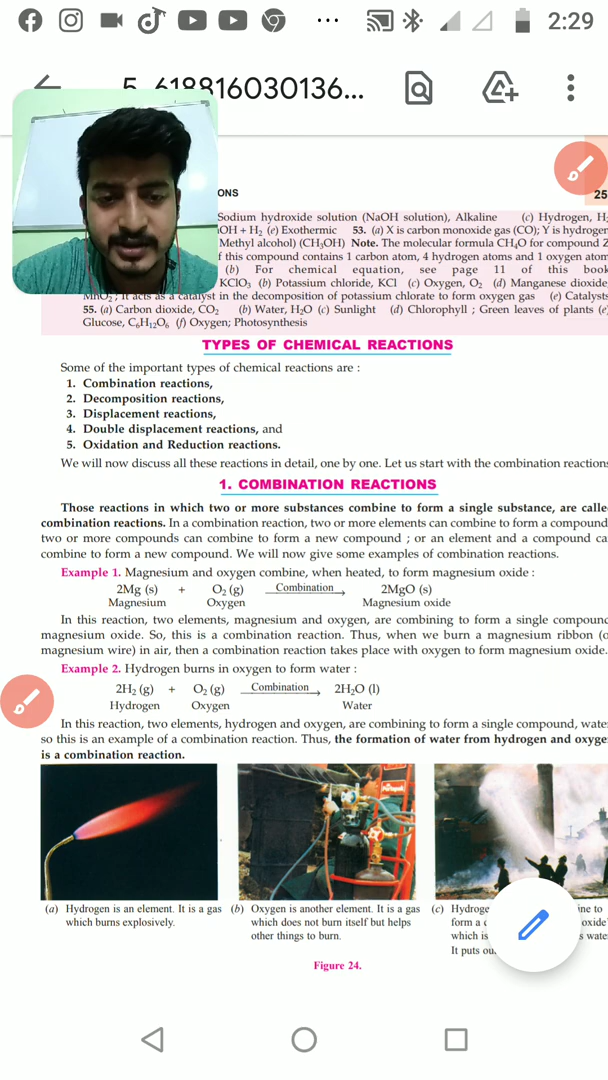 2:29
5_618816030136...
ONS
25
Sodium hydroxide solution (NaOH solution), Alkaline (c) Hydrogen, H
OH + H₂ (e) Exothermic 53. (a) X is carbon monoxide gas (CO); Y is hydrogen
Methyl alcohol) (CH₃OH) Note. The molecular formula CH₄O for compound Z
f this compound contains 1 carbon atom, 4 hydrogen atoms and 1 oxygen atom
(b) For chemical equation, see page 11 of this book
KClO₃ (b) Potassium chloride, KCl (c) Oxygen, O₂ (d) Manganese dioxide
MnO₂ ; It acts as a catalyst in the decomposition of potassium chlorate to form oxygen gas (e) Catalysts
55. (a) Carbon dioxide, CO₂ (b) Water, H₂O (c) Sunlight (d) Chlorophyll ; Green leaves of plants (e)
Glucose, C₆H₁₂O₆ (f) Oxygen; Photosynthesis
TYPES OF CHEMICAL REACTIONS
Some of the important types of chemical reactions are :
1. Combination reactions,
2. Decomposition reactions,
3. Displacement reactions,
4. Double displacement reactions, and
5. Oxidation and Reduction reactions.
We will now discuss all these reactions in detail, one by one. Let us start with the combination reactions
1. COMBINATION REACTIONS
Those reactions in which two or more substances combine to form a single substance, are calle
combination reactions. In a combination reaction, two or more elements can combine to form a compound
two or more compounds can combine to form a new compound ; or an element and a compound ca
combine to form a new compound. We will now give some examples of combination reactions.
Example 1. Magnesium and oxygen combine, when heated, to form magnesium oxide :
2Mg (s) + O₂ (g) Combination 2MgO (s)
Magnesium Oxygen Magnesium oxide
In this reaction, two elements, magnesium and oxygen, are combining to form a single compound
magnesium oxide. So, this is a combination reaction. Thus, when we burn a magnesium ribbon (o
magnesium wire) in air, then a combination reaction takes place with oxygen to form magnesium oxide.
Example 2. Hydrogen burns in oxygen to form water :
2H₂ (g) + O₂ (g) Combination 2H₂O (l)
Hydrogen Oxygen Water
In this reaction, two elements, hydrogen and oxygen, are combining to form a single compound, wate
so this is an example of a combination reaction. Thus, the formation of water from hydrogen and oxyge
is a combination reaction.
(a) Hydrogen is an element. It is a gas
which burns explosively.
(b) Oxygen is another element. It is a gas
which does not burn itself but helps
other things to burn.
(c) Hydroge ine to
form a c oxide'
which is s wate
It puts ou
Figure 24.